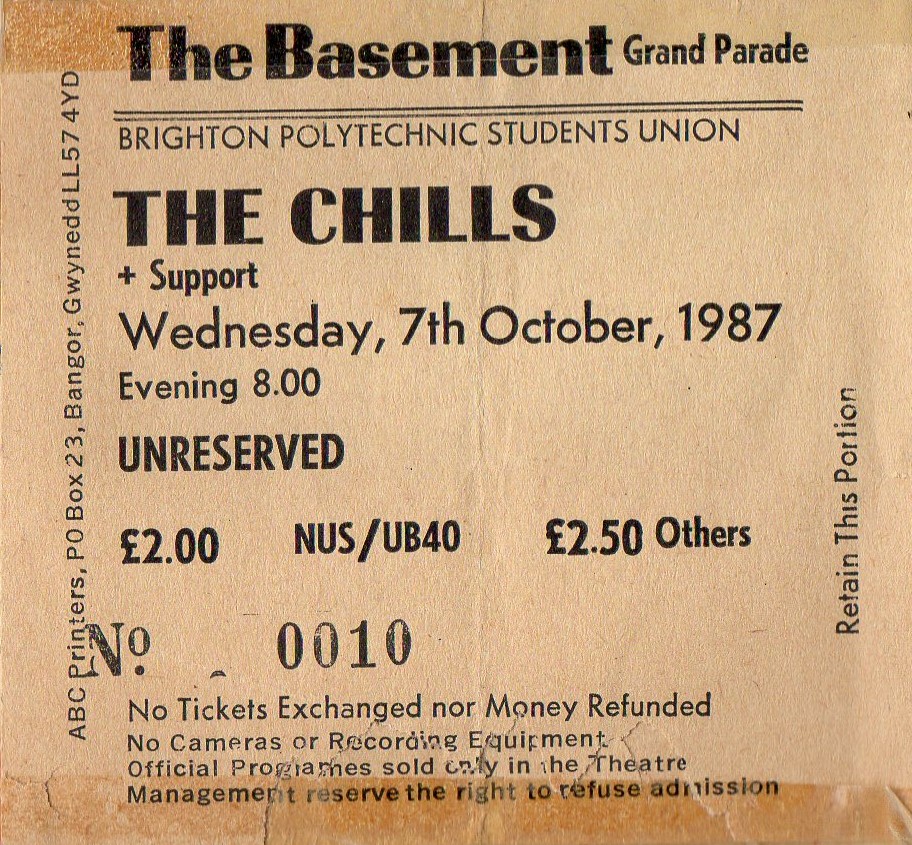 The Basement Grand Parade
BRIGHTON POLYTECHNIC STUDENTS UNION
THE CHILLS
+ Support
Wednesday, 7th October, 1987
Evening 8.00
UNRESERVED
£2.00 NUS/UB40 £2.50 Others
Nº 0010
No Tickets Exchanged nor Money Refunded
No Cameras or Recording Equipment
Official Programes sold only in the Theatre
Management reserve the right to refuse admission
ABC Printers, PO Box 23, Bangor, Gwynedd LL57 4YD
Retain This Portion